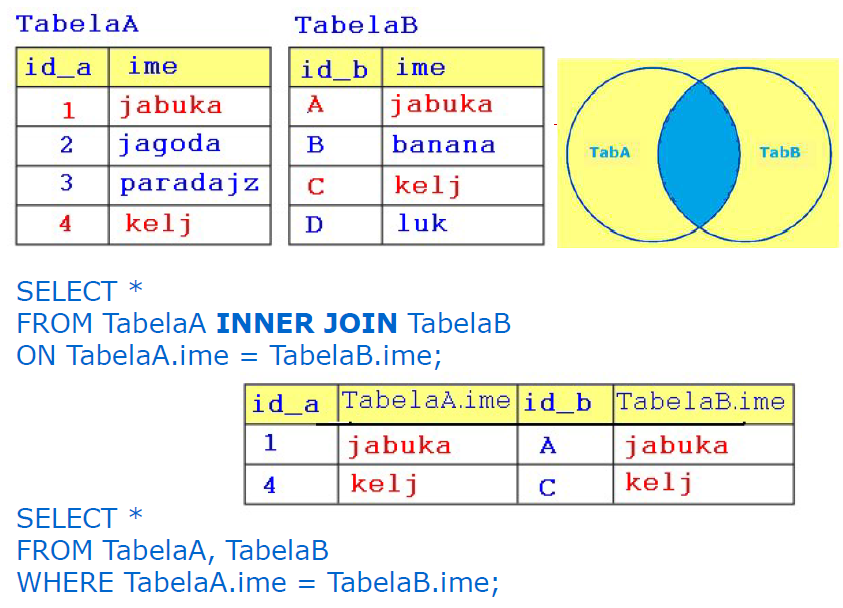 TabelaA
id_a ime
1 jabuka
2 jagoda
3 paradajz
4 kelj
TabelaB
id_b ime
A jabuka
B banana
C kelj
D luk
TabA TabB
SELECT *
FROM TabelaA INNER JOIN TabelaB
ON TabelaA.ime = TabelaB.ime;
id_a TabelaA.ime id_b TabelaB.ime
1 jabuka A jabuka
4 kelj C kelj
SELECT *
FROM TabelaA, TabelaB
WHERE TabelaA.ime = TabelaB.ime;